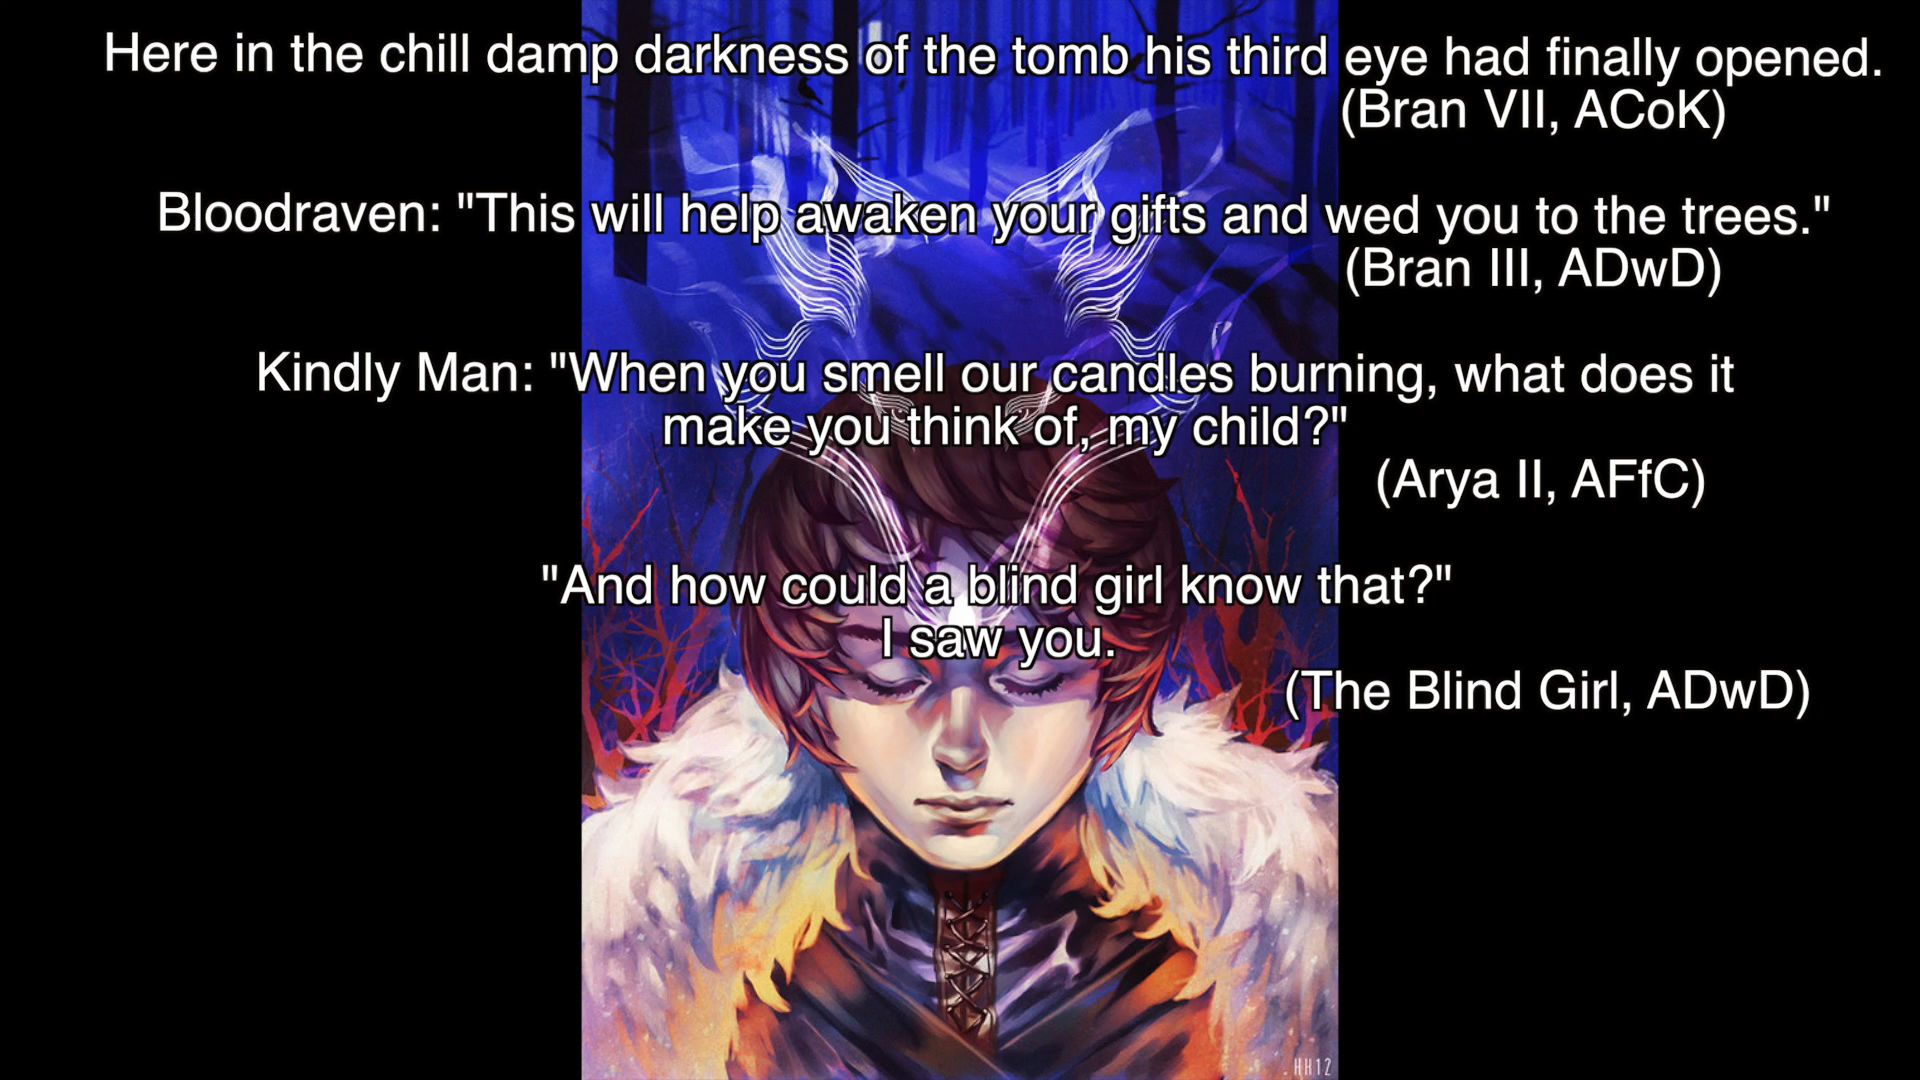 Here in the chill damp darkness of the tomb his third eye had finally opened.
(Bran VII, ACoK)
Bloodraven: "This will help awaken your gifts and wed you to the trees."
(Bran III, ADwD)
Kindly Man: "When you smell our candles burning, what does it
make you think of, my child?"
(Arya II, AFfC)
"And how could a blind girl know that?"
I saw you.
(The Blind Girl, ADwD)
.HH12